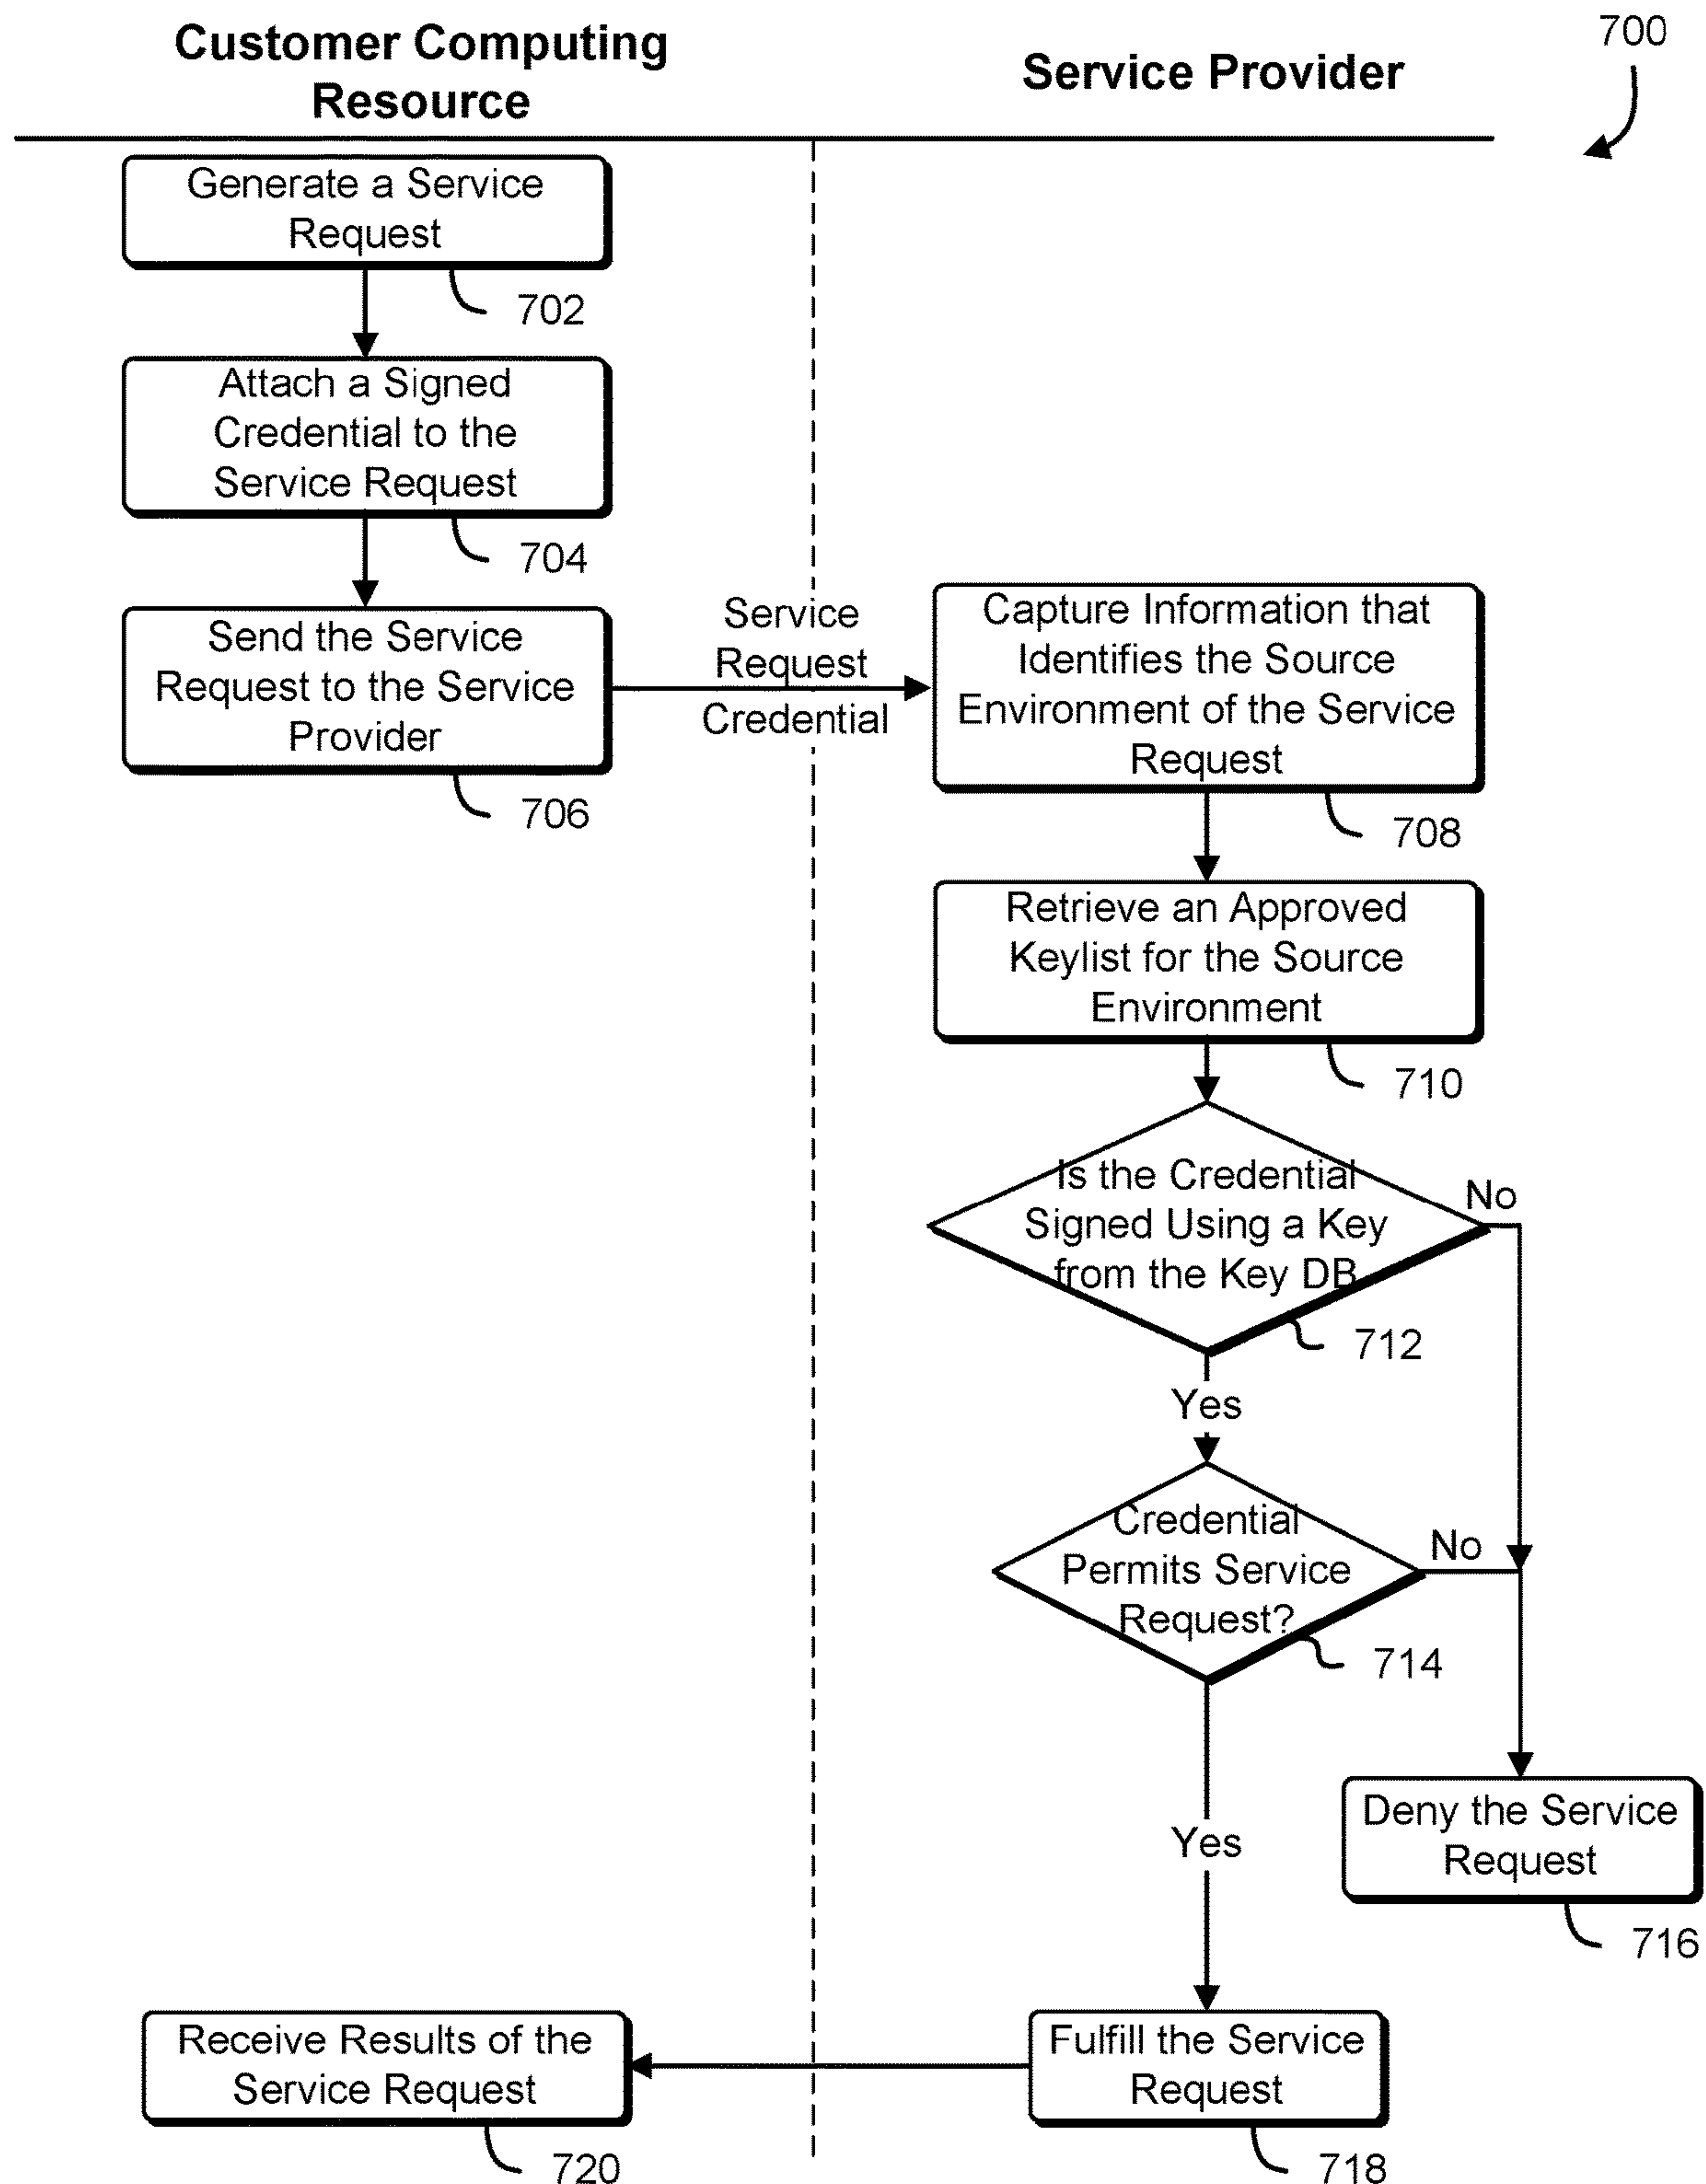 Customer Computing
Resource
Service Provider
700
Generate a Service
Request
702
Attach a Signed
Credential to the
Service Request
704
Send the Service
Request to the Service
Provider
706
Service
Request
Credential
Capture Information that
Identifies the Source
Environment of the Service
Request
708
Retrieve an Approved
Keylist for the Source
Environment
710
Is the Credential
Signed Using a Key
from the Key DB
No
712
Yes
Credential
Permits Service
Request?
No
714
Yes
Deny the Service
Request
716
Fulfill the Service
Request
718
Receive Results of the
Service Request
720